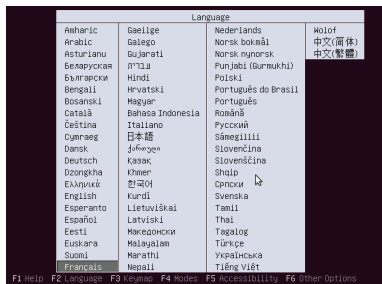 Language
Amharic
Arabic
Asturianu
Беларуская
Български
Bengali
Bosanski
Català
Čeština
Cymraeg
Dansk
Deutsch
Dzongkha
Ελληνικά
English
Esperanto
Español
Eesti
Euskara
Suomi
Français
Gaeilge
Galego
Gujarati
עברית
Hindi
Hrvatski
Magyar
Bahasa Indonesia
Italiano
日本語
ქართული
Қазақ
Khmer
한국어
Kurdî
Lietuviškai
Latviski
Македонски
Malayalam
Marathi
Nepali
Nederlands
Norsk bokmål
Norsk nynorsk
Punjabi (Gurmukhi)
Polski
Português do Brasil
Português
Română
Русский
Sámegillii
Slovenčina
Slovenščina
Shqip
Српски
Svenska
Tamil
Thai
Tagalog
Türkçe
Українська
Tiếng Việt
Wolof
中文(简体)
中文(繁體)
F1 Help F2 Language F3 Keymap F4 Modes F5 Accessibility F6 Other Options